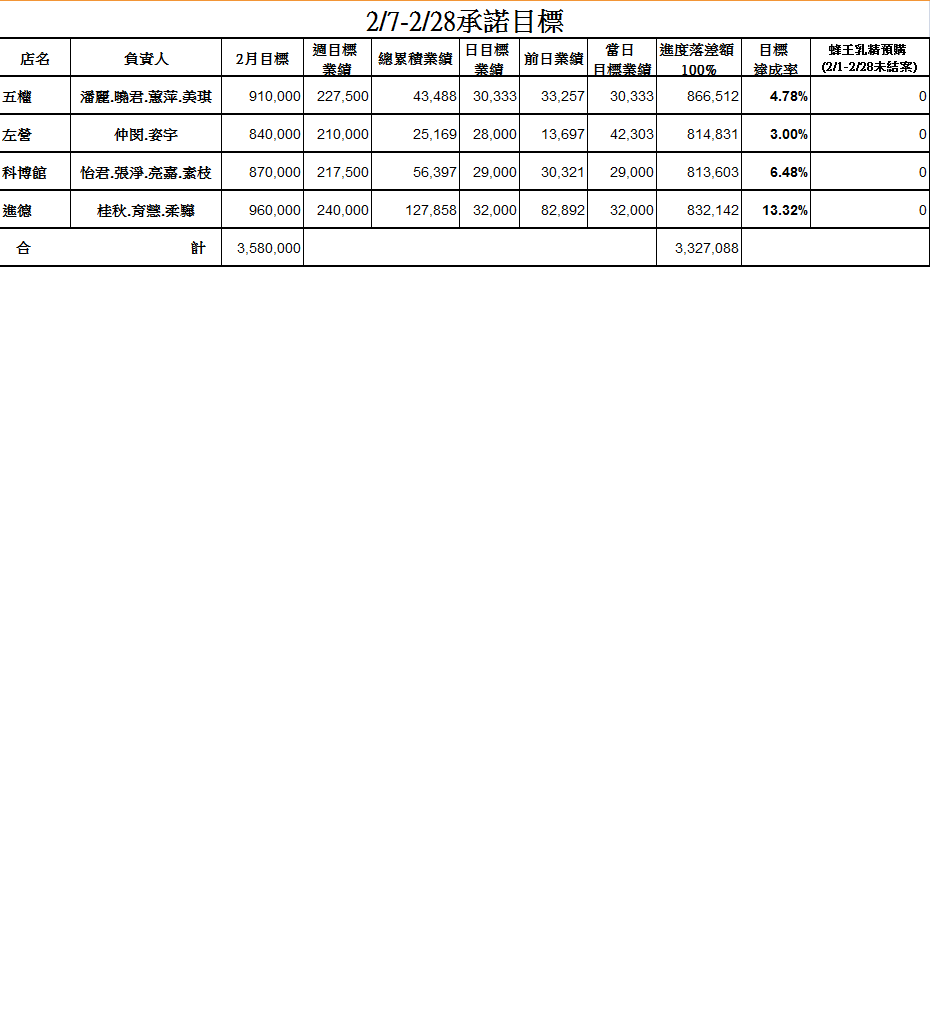 2/7-2/28承諾目標
店名 負責人 2月目標 週目標業績 總累積業績 日目標業績 前日業績 當日目標業績 進度落差額100% 目標達成率 蜂王乳精預購(2/1-2/28未結案)
五權 潘麗.曉君.蕙萍.美琪 910,000 227,500 43,488 30,333 33,257 30,333 866,512 4.78% 0
左營 仲閔.姿宇 840,000 210,000 25,169 28,000 13,697 42,303 814,831 3.00% 0
科博館 怡君.張淨.亮嘉.素枝 870,000 217,500 56,397 29,000 30,321 29,000 813,603 6.48% 0
進德 桂秋.育慧.柔驊 960,000 240,000 127,858 32,000 82,892 32,000 832,142 13.32% 0
合 計 3,580,000 3,327,088